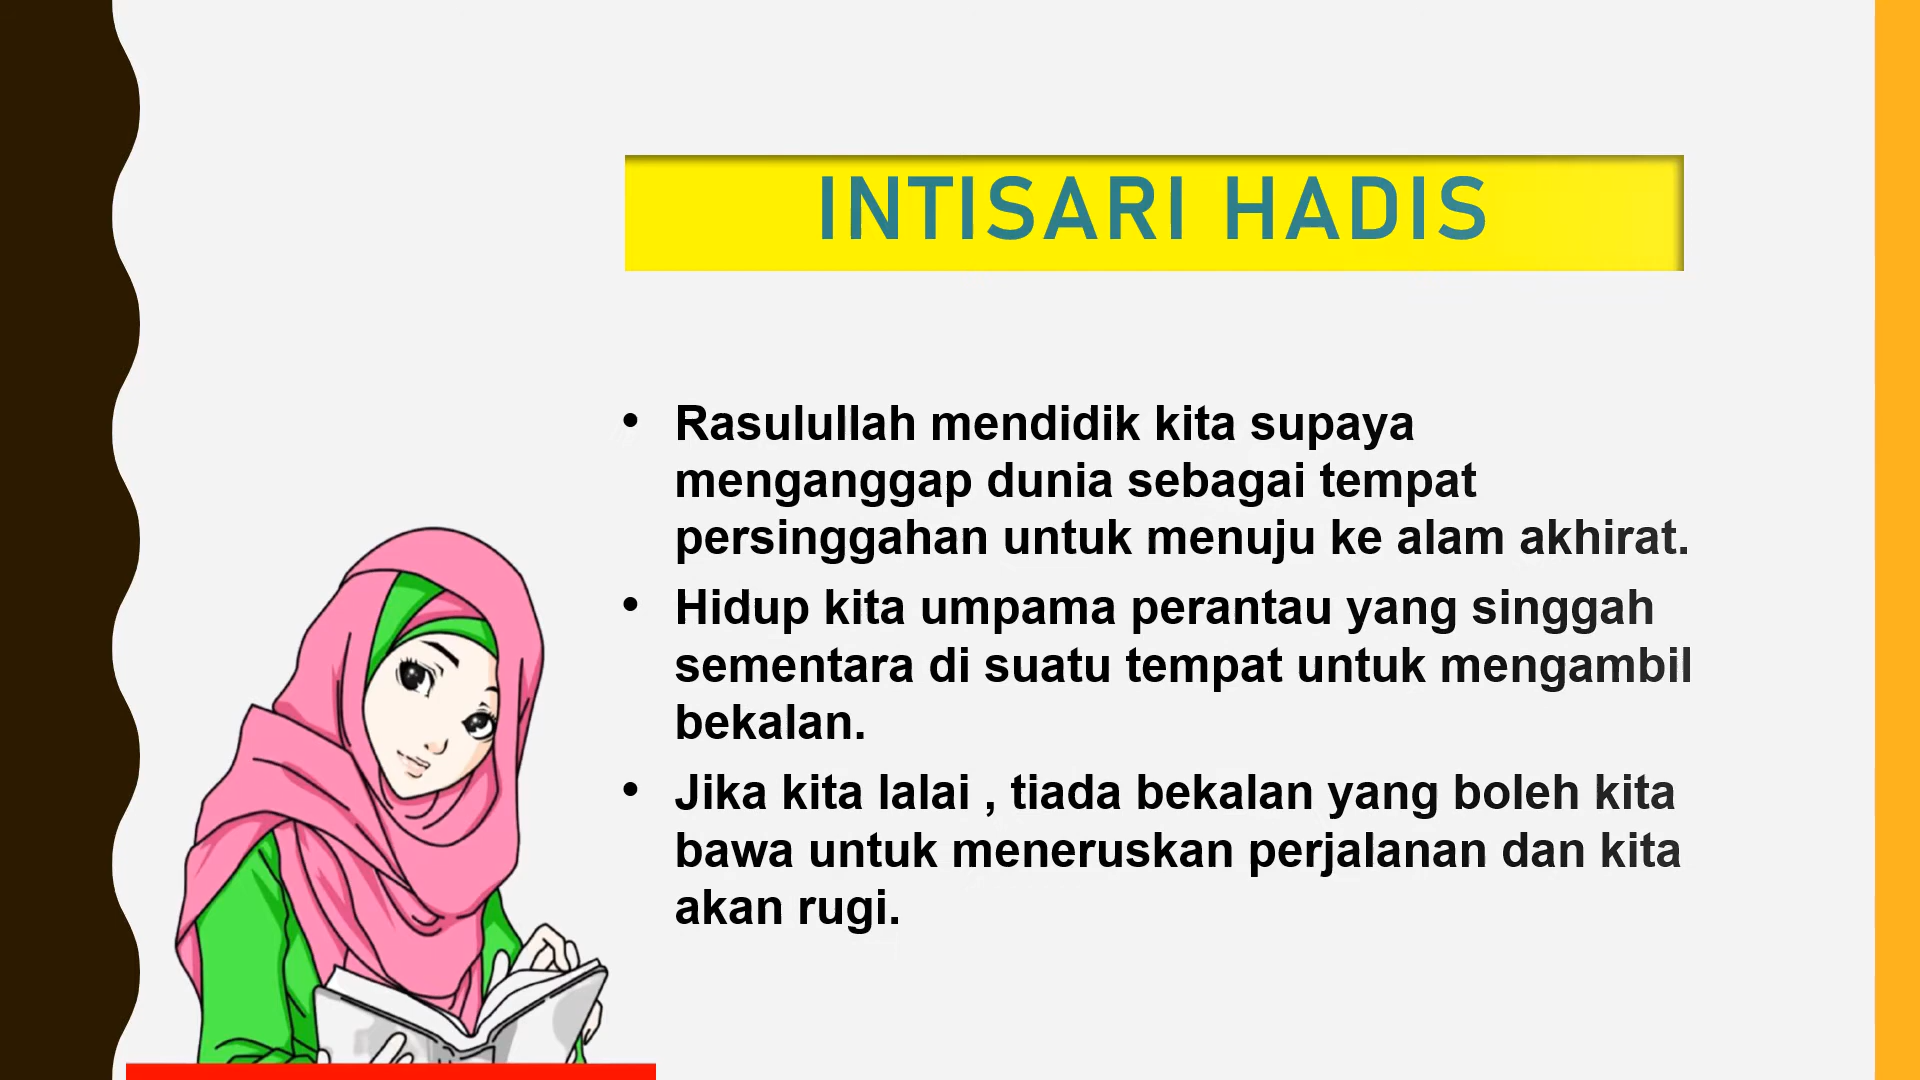 INTISARI HADIS
• Rasulullah mendidik kita supaya
menganggap dunia sebagai tempat
persinggahan untuk menuju ke alam akhirat.
• Hidup kita umpama perantau yang singgah
sementara di suatu tempat untuk mengambil
bekalan.
• Jika kita lalai , tiada bekalan yang boleh kita
bawa untuk meneruskan perjalanan dan kita
akan rugi.